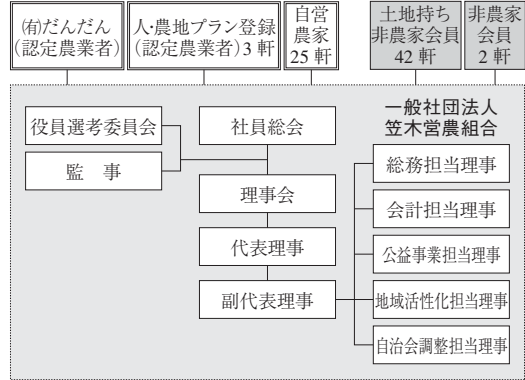 ㈲だんだん
(認定農業者)
人・農地プラン登録
(認定農業者)3 軒
自営
農家
25 軒
土地持ち
非農家会員
42 軒
非農家
会員
2 軒
一般社団法人
笠木営農組合
役員選考委員会
監　事
社員総会
理事会
代表理事
副代表理事
総務担当理事
会計担当理事
公益事業担当理事
地域活性化担当理事
自治会調整担当理事